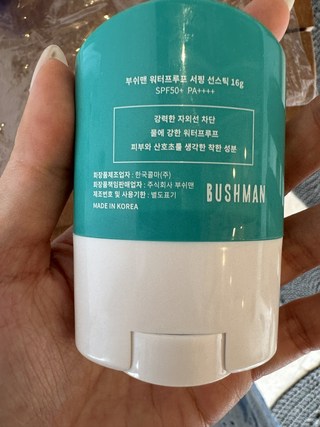 부쉬맨 워터프루프 서핑 선스틱 16g
SPF50+ PA++++
강력한 자외선 차단
물에 강한 워터프루프
피부와 산호초를 생각한 착한 성분
화장품제조업자 : 한국콜마(주)
화장품책임판매업자 : 주식회사 부쉬맨
제조번호 및 사용기한 : 별도표기
MADE IN KOREA
BUSHMAN